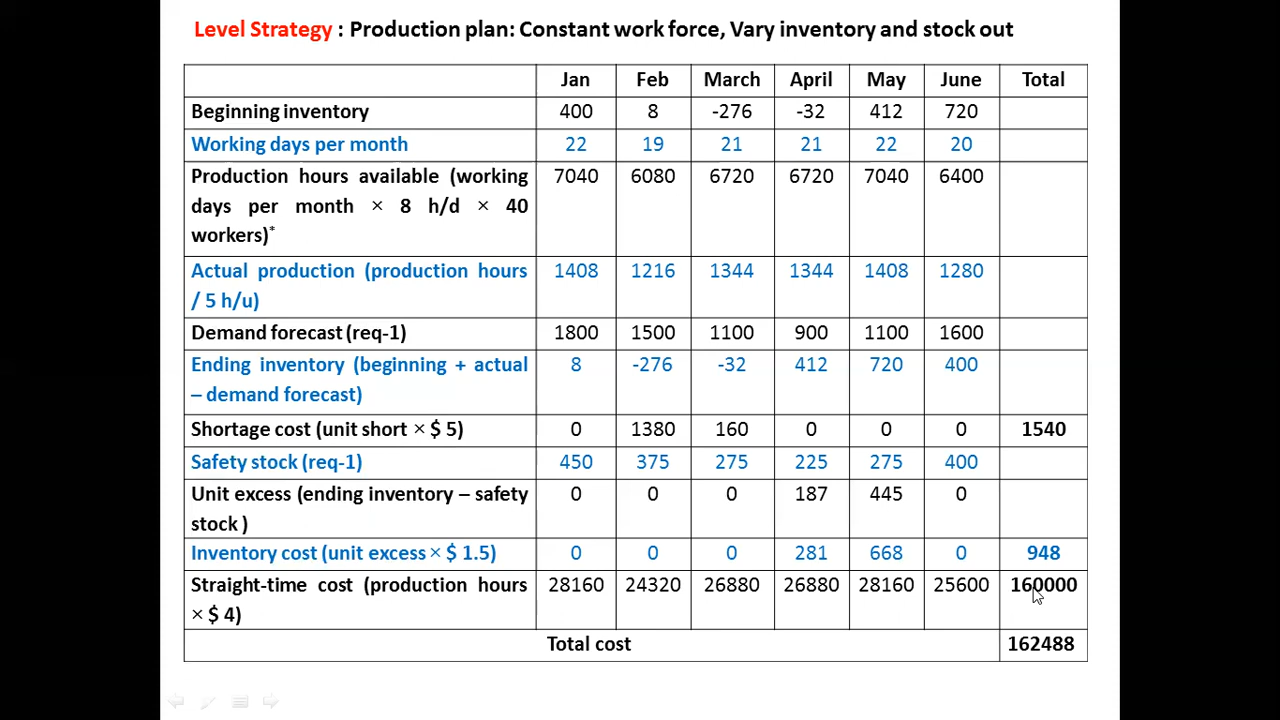 Level Strategy : Production plan: Constant work force, Vary inventory and stock out
Jan Feb March April May June Total
Beginning inventory 400 8 -276 -32 412 720
Working days per month 22 19 21 21 22 20
Production hours available (working 7040 6080 6720 6720 7040 6400
days per month × 8 h/d × 40
workers)*
Actual production (production hours 1408 1216 1344 1344 1408 1280
/ 5 h/u)
Demand forecast (req-1) 1800 1500 1100 900 1100 1600
Ending inventory (beginning + actual 8 -276 -32 412 720 400
– demand forecast)
Shortage cost (unit short × $ 5) 0 1380 160 0 0 0 1540
Safety stock (req-1) 450 375 275 225 275 400
Unit excess (ending inventory – safety 0 0 0 187 445 0
stock )
Inventory cost (unit excess × $ 1.5) 0 0 0 281 668 0 948
Straight-time cost (production hours 28160 24320 26880 26880 28160 25600 160000
× $ 4)
Total cost 162488